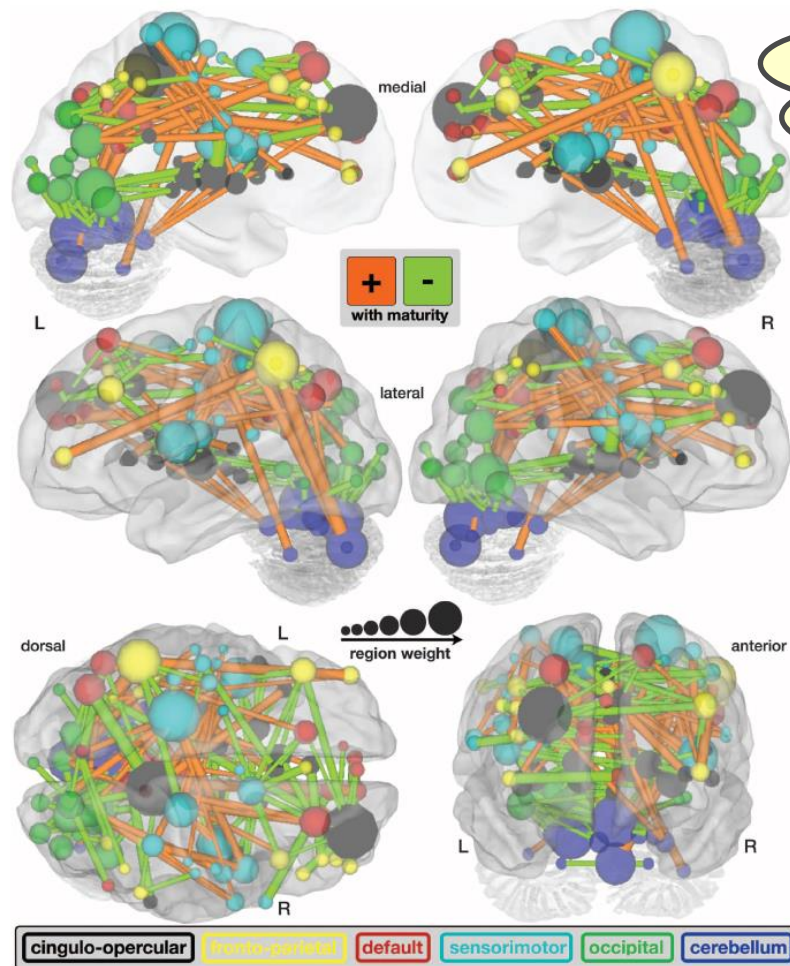 medial
L
+ -
with maturity
R
lateral
dorsal
L
region weight
anterior
R
L
R
cingulo-opercular fronto-parietal default sensorimotor occipital cerebellum